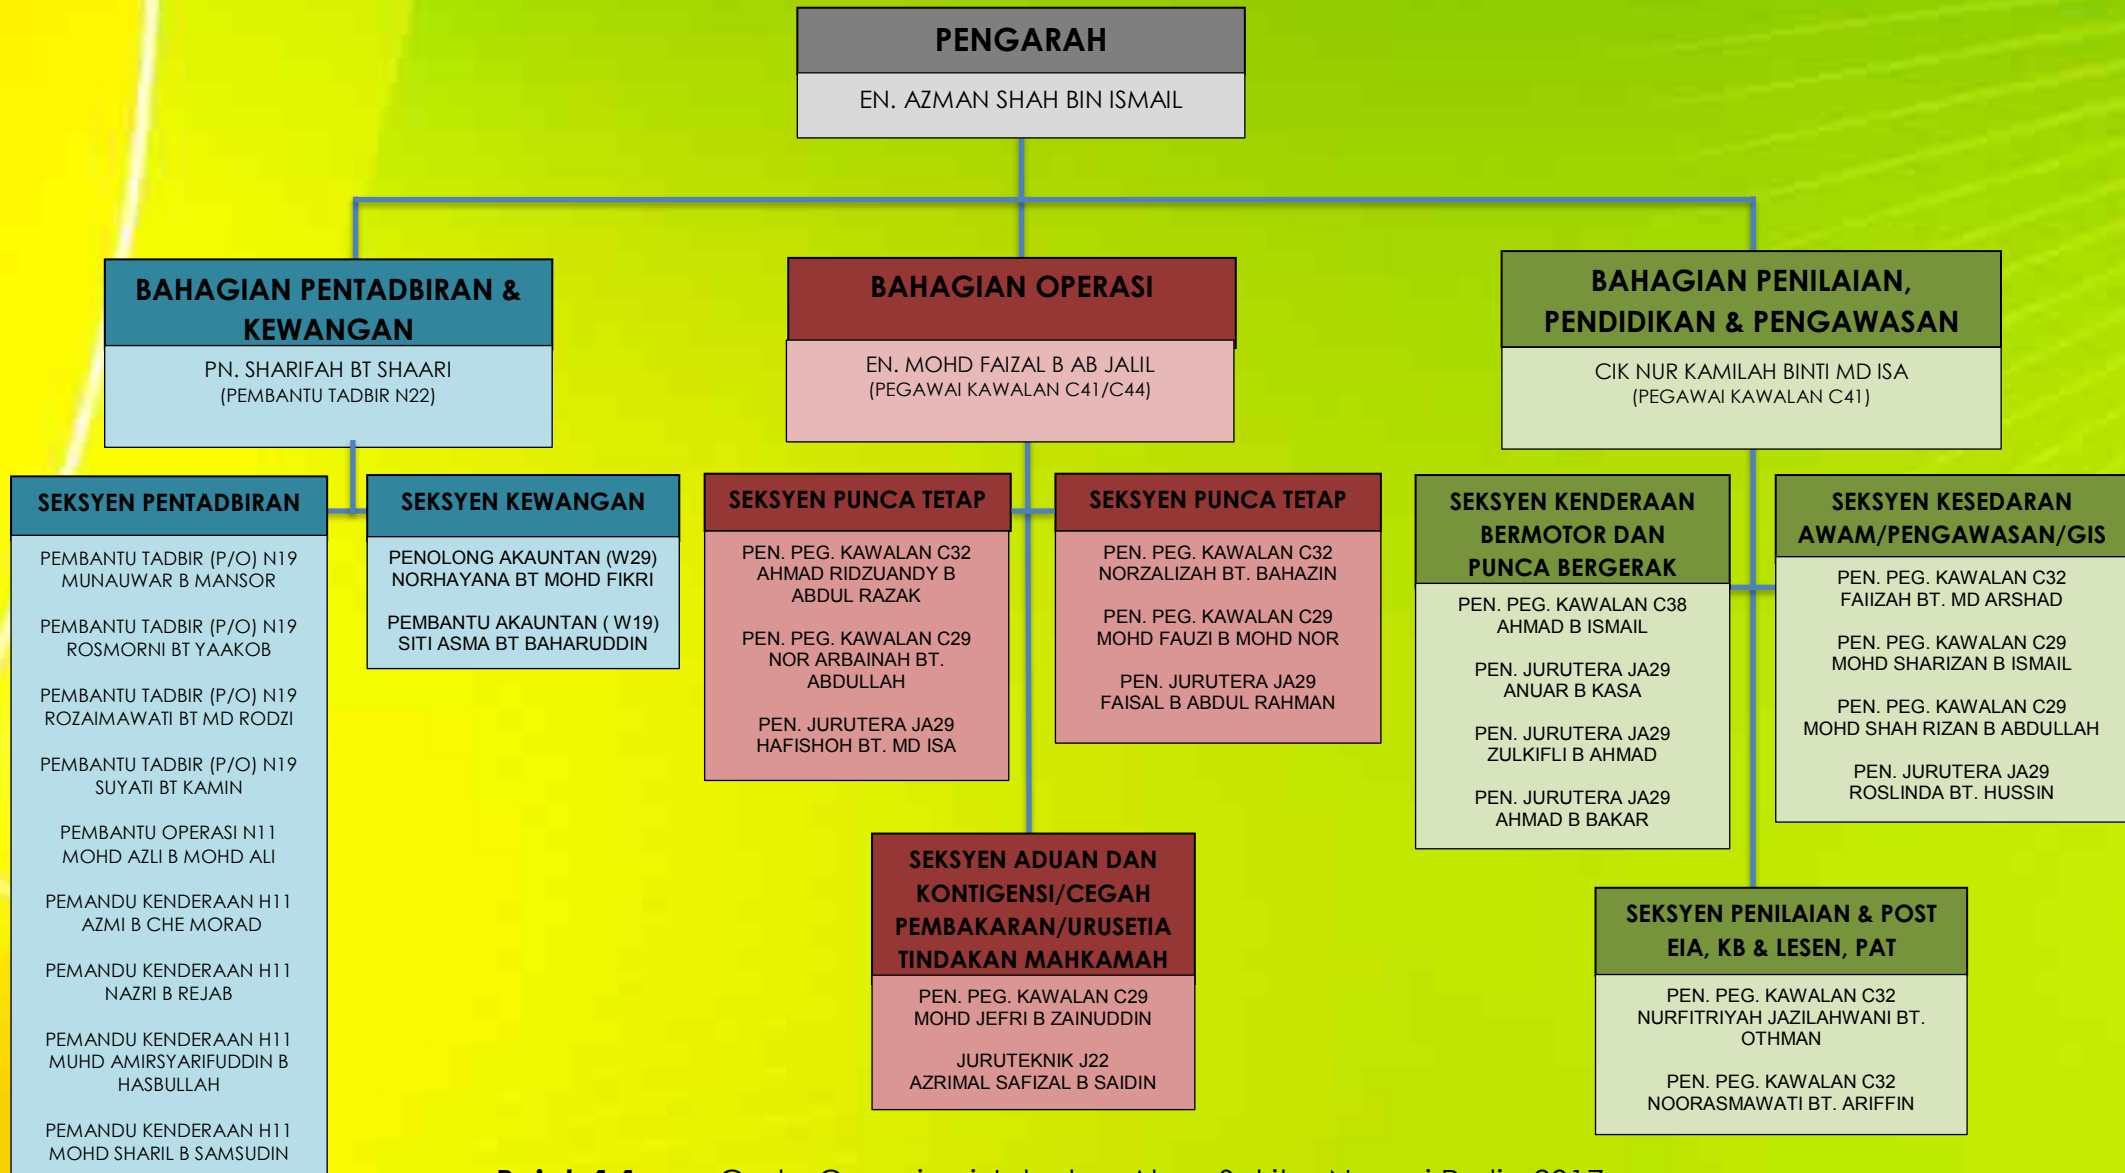 PENGARAH
EN. AZMAN SHAH BIN ISMAIL
BAHAGIAN PENTADBIRAN &
KEWANGAN
PN. SHARIFAH BT SHAARI
(PEMBANTU TADBIR N22)
BAHAGIAN OPERASI
EN. MOHD FAIZAL B AB JALIL
(PEGAWAI KAWALAN C41/C44)
BAHAGIAN PENILAIAN,
PENDIDIKAN & PENGAWASAN
CIK NUR KAMILAH BINTI MD ISA
(PEGAWAI KAWALAN C41)
SEKSYEN PENTADBIRAN
PEMBANTU TADBIR (P/O) N19
MUNAUWAR B MANSOR
PEMBANTU TADBIR (P/O) N19
ROSMORNI BT YAAKOB
PEMBANTU TADBIR (P/O) N19
ROZAIMAWATI BT MD RODZI
PEMBANTU TADBIR (P/O) N19
SUYATI BT KAMIN
PEMBANTU OPERASI N11
MOHD AZLI B MOHD ALI
PEMANDU KENDERAAN H11
AZMI B CHE MORAD
PEMANDU KENDERAAN H11
NAZRI B REJAB
PEMANDU KENDERAAN H11
MUHD AMIRSYARIFUDDIN B
HASBULLAH
PEMANDU KENDERAAN H11
MOHD SHARIL B SAMSUDIN
SEKSYEN KEWANGAN
PENOLONG AKAUNTAN (W29)
NORHAYANA BT MOHD FIKRI
PEMBANTU AKAUNTAN ( W19)
SITI ASMA BT BAHARUDDIN
SEKSYEN PUNCA TETAP
PEN. PEG. KAWALAN C32
AHMAD RIDZUANDY B
ABDUL RAZAK
PEN. PEG. KAWALAN C29
NOR ARBAINAH BT.
ABDULLAH
PEN. JURUTERA JA29
HAFISHOH BT. MD ISA
SEKSYEN PUNCA TETAP
PEN. PEG. KAWALAN C32
NORZALIZAH BT. BAHAZIN
PEN. PEG. KAWALAN C29
MOHD FAUZI B MOHD NOR
PEN. JURUTERA JA29
FAISAL B ABDUL RAHMAN
SEKSYEN ADUAN DAN
KONTIGENSI/CEGAH
PEMBAKARAN/URUSETIA
TINDAKAN MAHKAMAH
PEN. PEG. KAWALAN C29
MOHD JEFRI B ZAINUDDIN
JURUTEKNIK J22
AZRIMAL SAFIZAL B SAIDIN
SEKSYEN KENDERAAN
BERMOTOR DAN
PUNCA BERGERAK
PEN. PEG. KAWALAN C38
AHMAD B ISMAIL
PEN. JURUTERA JA29
ANUAR B KASA
PEN. JURUTERA JA29
ZULKIFLI B AHMAD
PEN. JURUTERA JA29
AHMAD B BAKAR
SEKSYEN KESEDARAN
AWAM/PENGAWASAN/GIS
PEN. PEG. KAWALAN C32
FAIIZAH BT. MD ARSHAD
PEN. PEG. KAWALAN C29
MOHD SHARIZAN B ISMAIL
PEN. PEG. KAWALAN C29
MOHD SHAH RIZAN B ABDULLAH
PEN. JURUTERA JA29
ROSLINDA BT. HUSSIN
SEKSYEN PENILAIAN & POST
EIA, KB & LESEN, PAT
PEN. PEG. KAWALAN C32
NURFITRIYAH JAZILAHWANI BT.
OTHMAN
PEN. PEG. KAWALAN C32
NOORASMAWATI BT. ARIFFIN